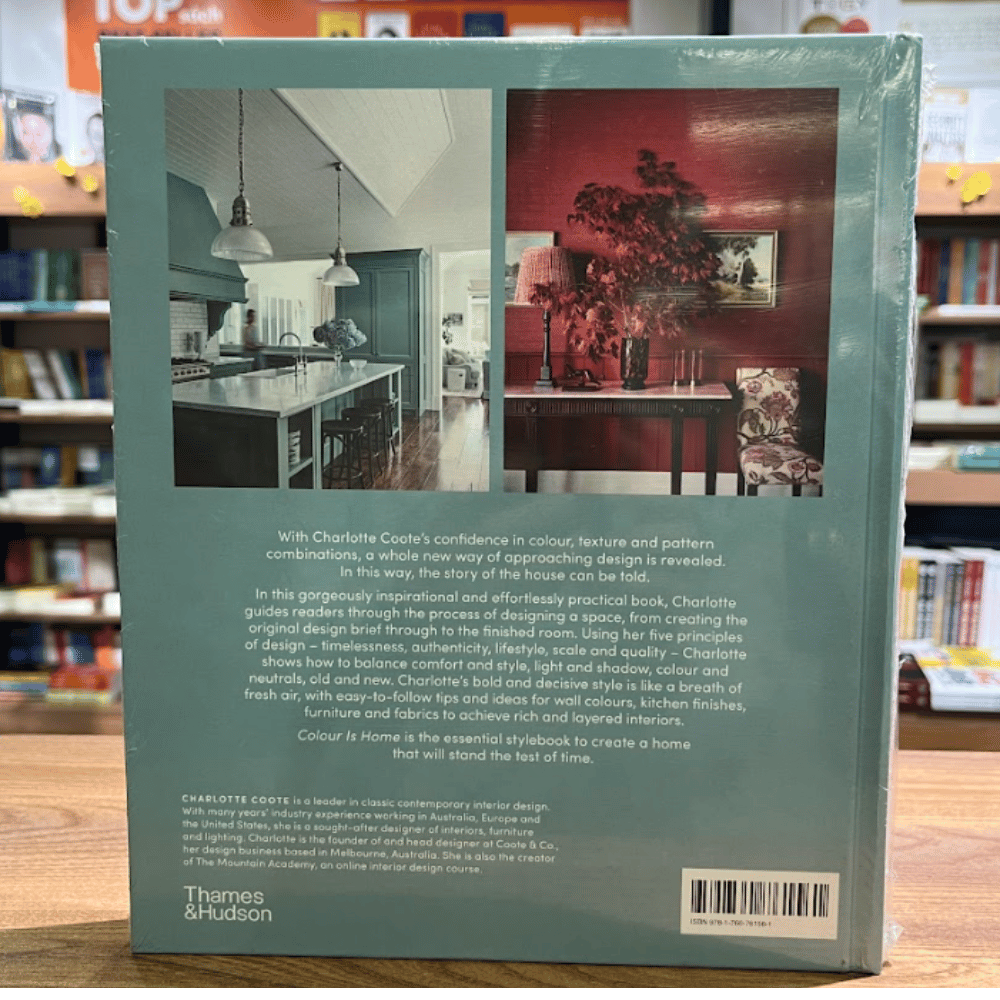 TOP sách
With Charlotte Coote's confidence in colour, texture and pattern
combinations, a whole new way of approaching design is revealed.
In this way, the story of the house can be told.
In this gorgeously inspirational and effortlessly practical book, Charlotte
guides readers through the process of designing a space, from creating the
original design brief through to the finished room. Using her five principles
of design – timelessness, authenticity, lifestyle, scale and quality – Charlotte
shows how to balance comfort and style, light and shadow, colour and
neutrals, old and new. Charlotte's bold and decisive style is like a breath of
fresh air, with easy-to-follow tips and ideas for wall colours, kitchen finishes,
furniture and fabrics to achieve rich and layered interiors.
Colour Is Home is the essential stylebook to create a home
that will stand the test of time.
CHARLOTTE COOTE is a leader in classic contemporary interior design.
With many years' industry experience working in Australia, Europe and
the United States, she is a sought-after designer of interiors, furniture
and lighting. Charlotte is the founder of and head designer at Coote & Co.,
her design business based in Melbourne, Australia. She is also the creator
of The Mountain Academy, an online interior design course.
Thames
&Hudson
ISBN 978-1-760-76190-1